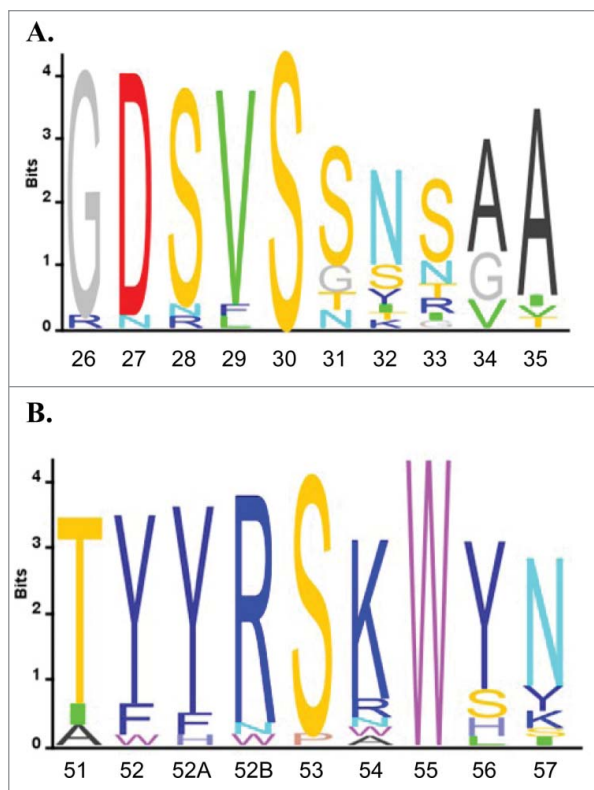 A.
Bits
4
3
2
1
0
G D S V S S N S A A
R N N F G S N G I
R L T Y T V V
N I R T
T I
K G
26 27 28 29 30 31 32 33 34 35
B.
Bits
4
3
2
1
0
T Y Y R S K W Y N
I F F N P R S Y
A W H W N H K
W L S
A I
51 52 52A 52B 53 54 55 56 57